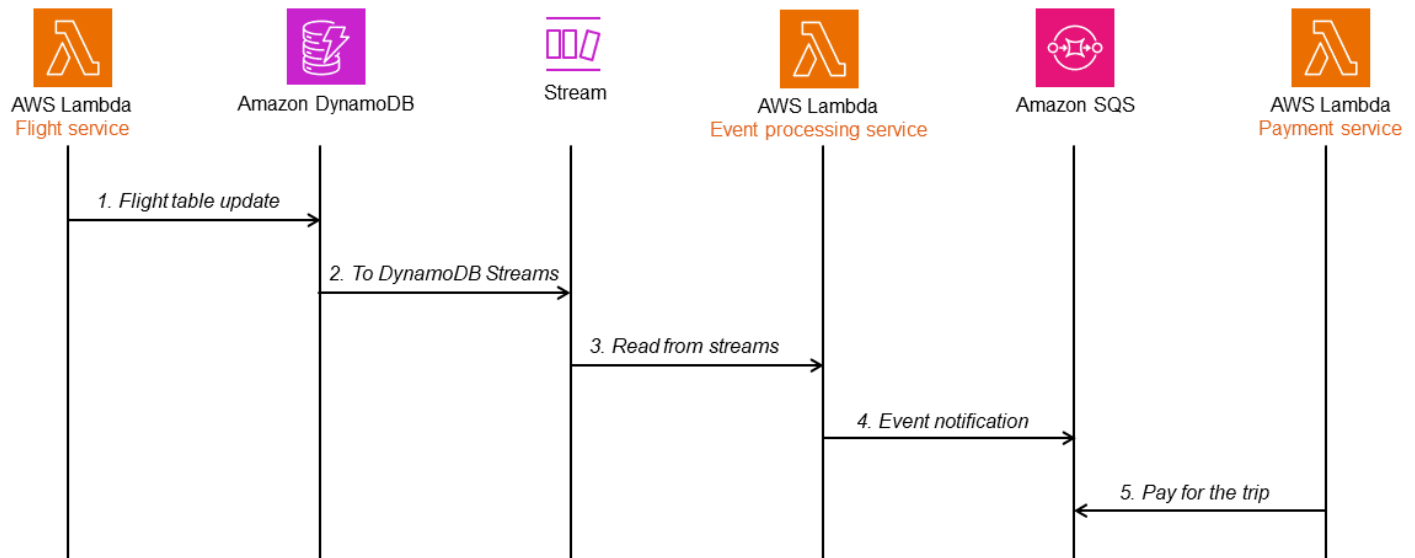 AWS Lambda
Flight service
Amazon DynamoDB
Stream
AWS Lambda
Event processing service
Amazon SQS
AWS Lambda
Payment service
1. Flight table update
2. To DynamoDB Streams
3. Read from streams
4. Event notification
5. Pay for the trip